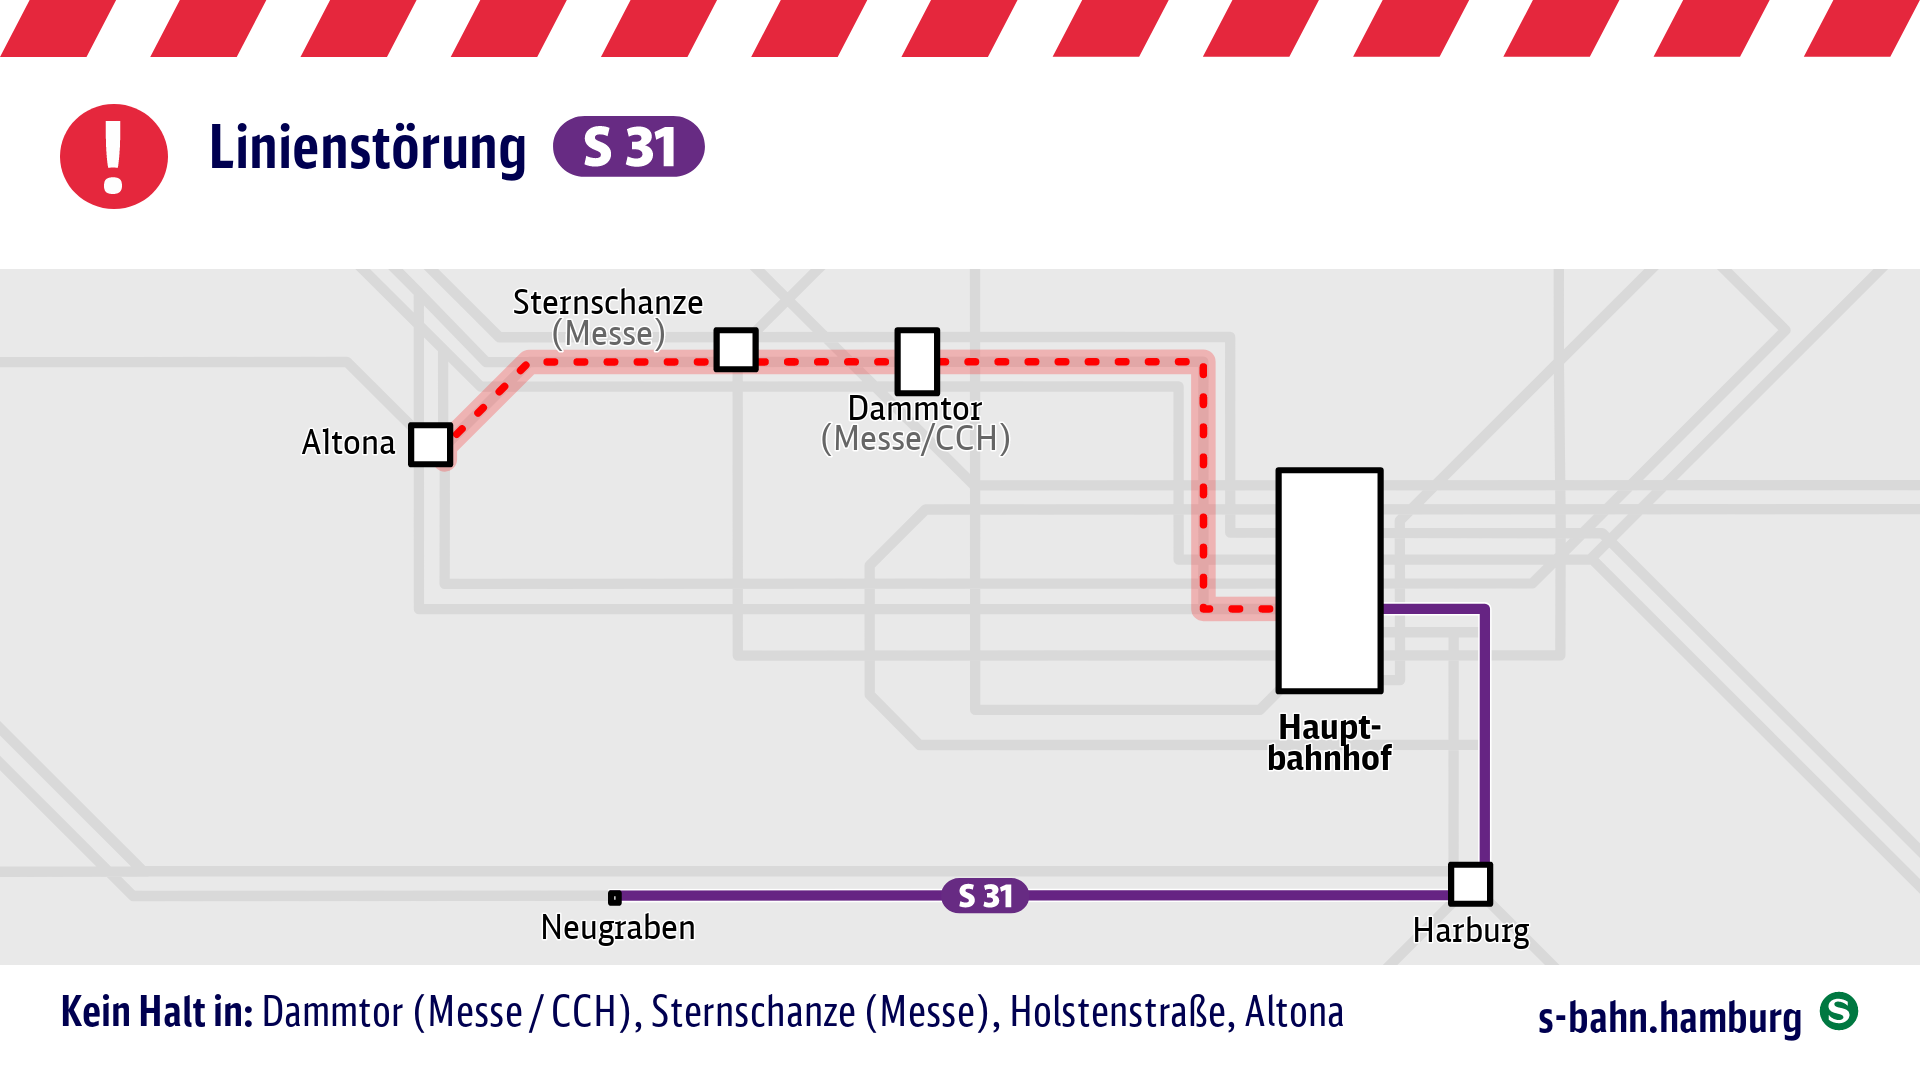 !
Linienstörung S 31
Sternschanze
(Messe)
Altona
Dammtor
(Messe/CCH)
Haupt-
bahnhof
S 31
Neugraben
Harburg
Kein Halt in: Dammtor (Messe / CCH), Sternschanze (Messe), Holstenstraße, Altona
s-bahn.hamburg S